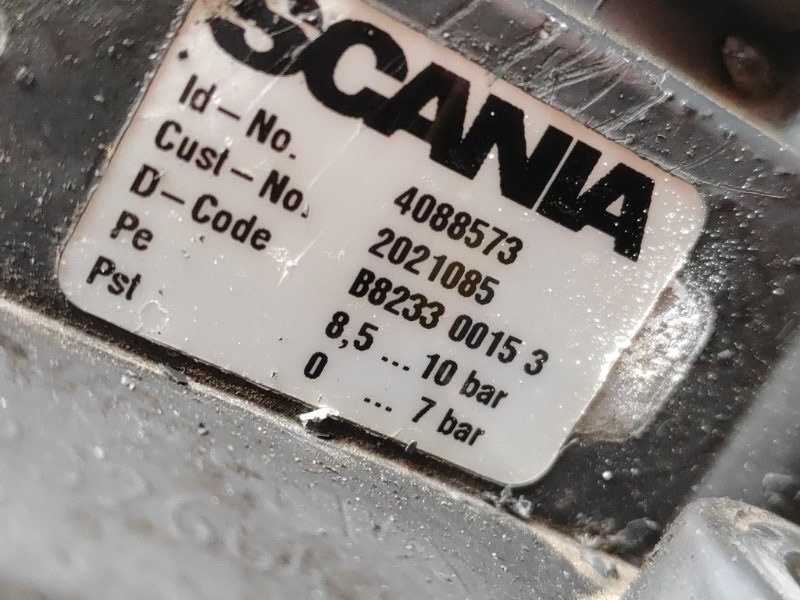 SCANIA
Id-No. 4088573
Cust-No. 2021085
D-Code B8233 0015 3
Pe 8,5 ... 10 bar
Pst 0 ... 7 bar